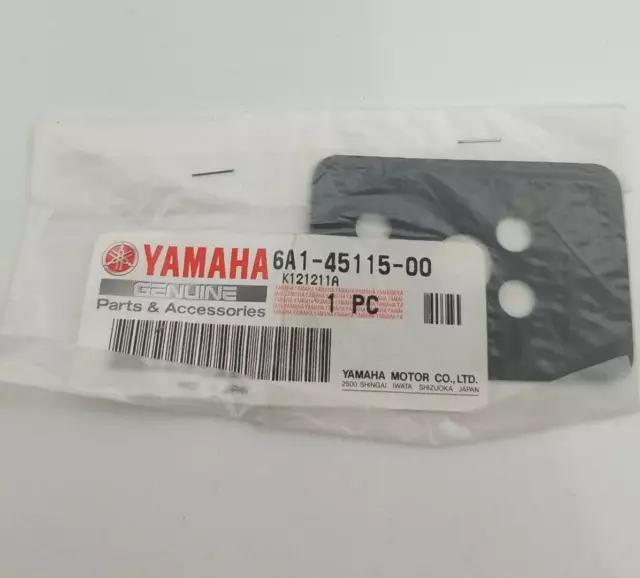 YAMAHA 6A1-45115-00
GENUINE K121211A
Parts & Accessories 1 PC
YAMAHA MOTOR CO.,LTD.
2500 SHINGAI IWATA SHIZUOKA JAPAN